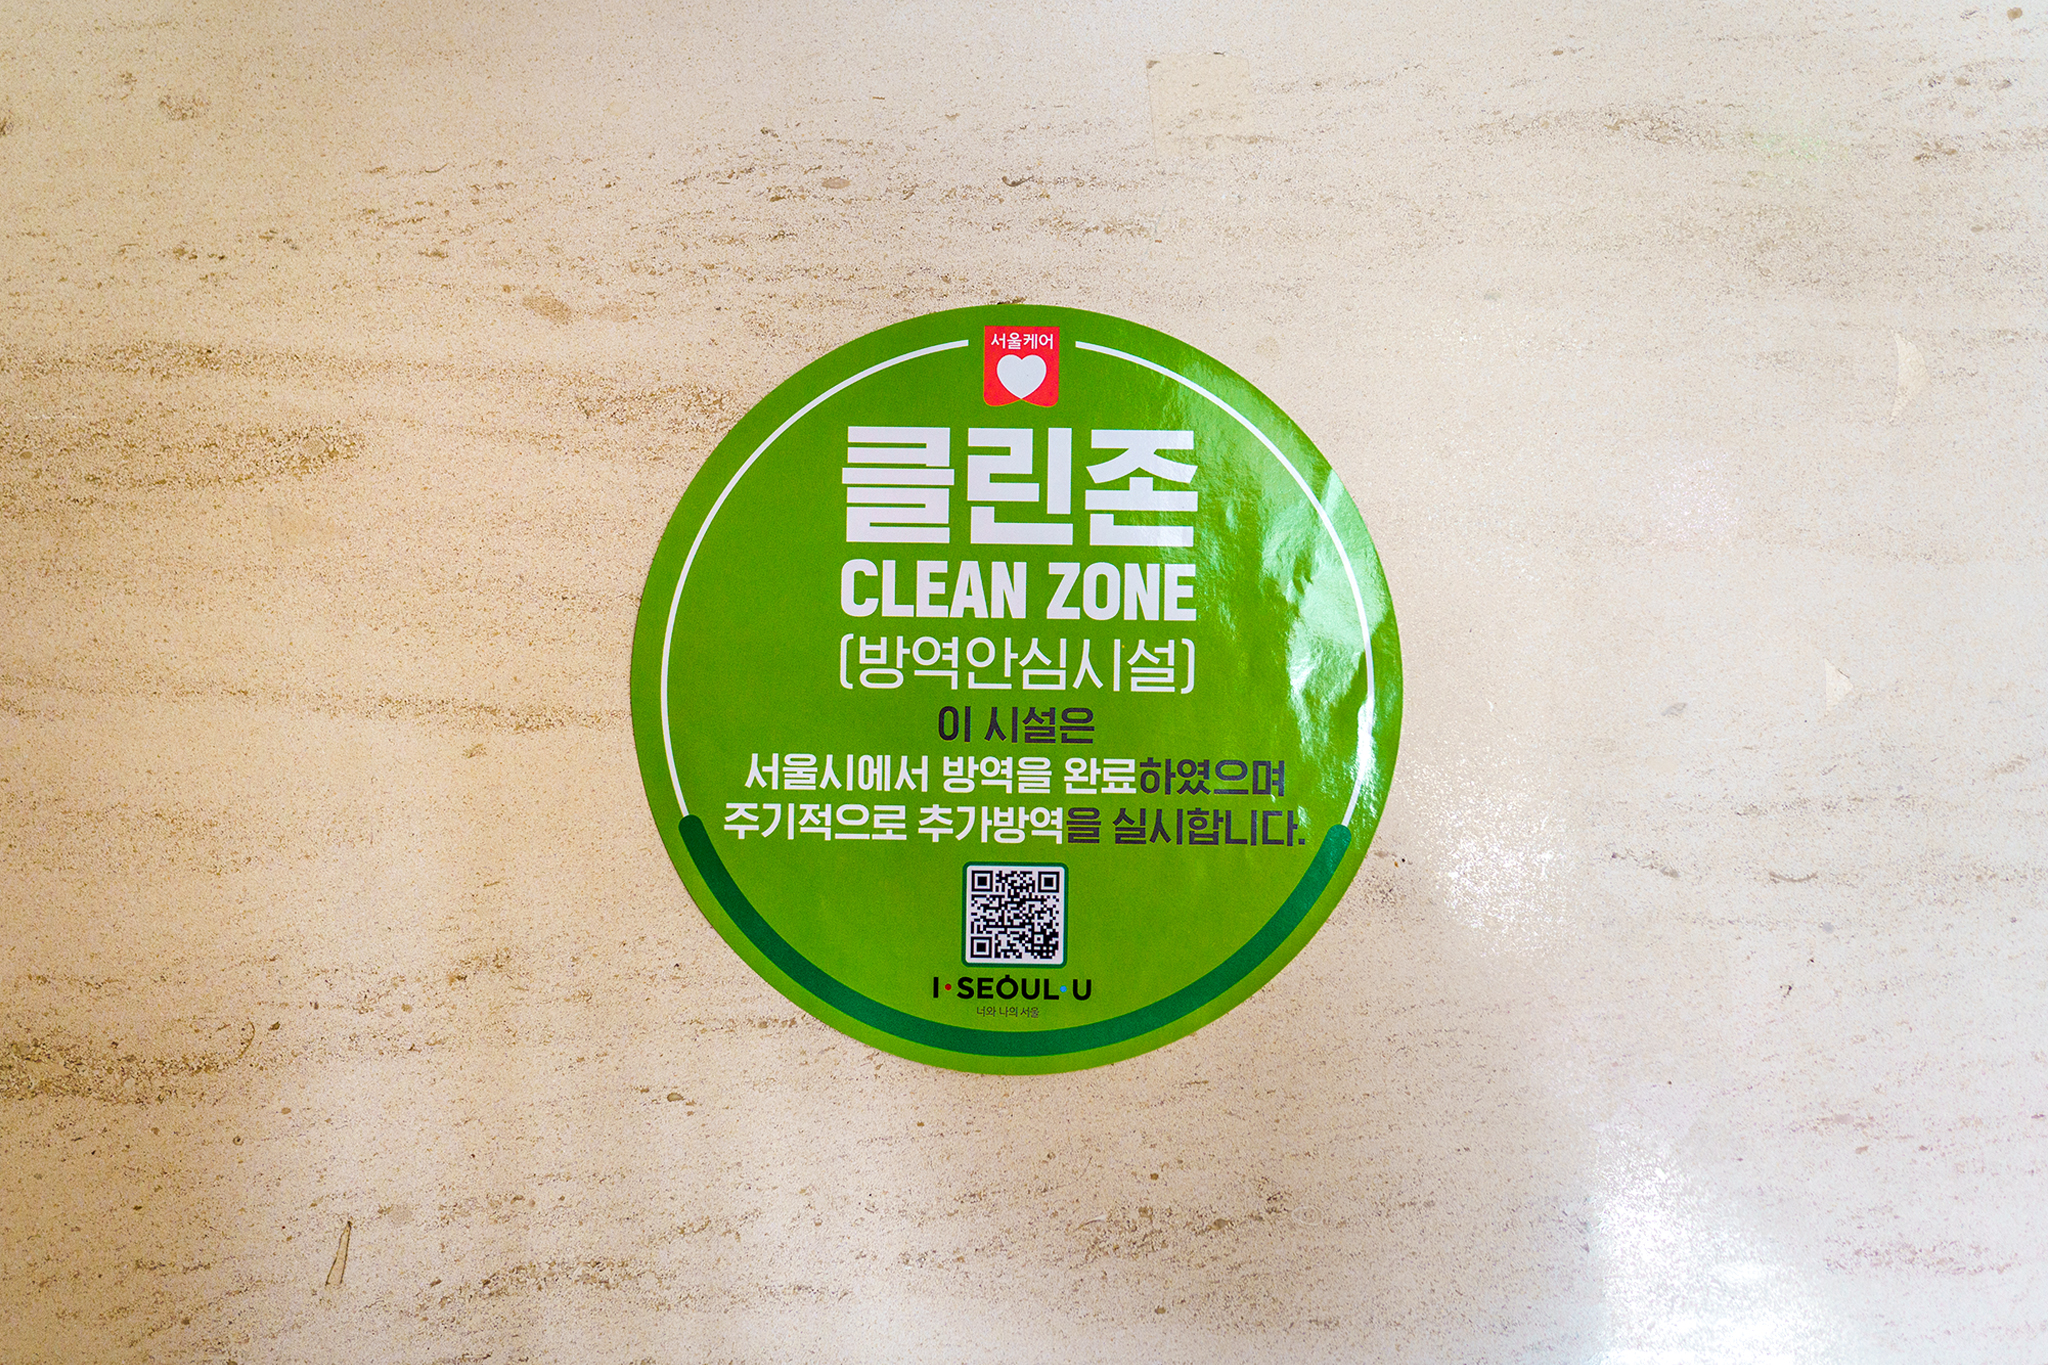 서울케어
클린존
CLEAN ZONE
(방역안심시설)
이 시설은
서울시에서 방역을 완료하였으며
주기적으로 추가방역을 실시합니다.
I·SEOUL·U
너와 나의 서울